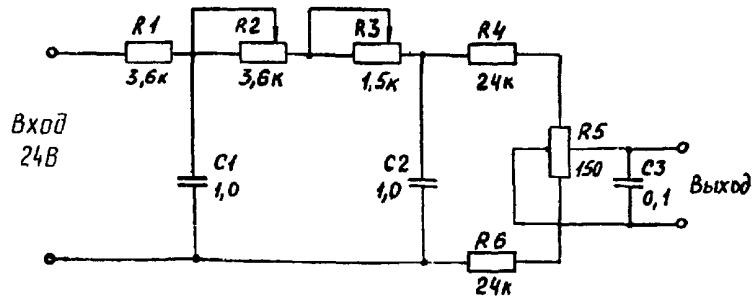 R1
3,6к
R2
3,6к
R3
1,5к
R4
24к
Вход
24В
C1
1,0
C2
1,0
R5
150
C3
0,1
Выход
R6
24к